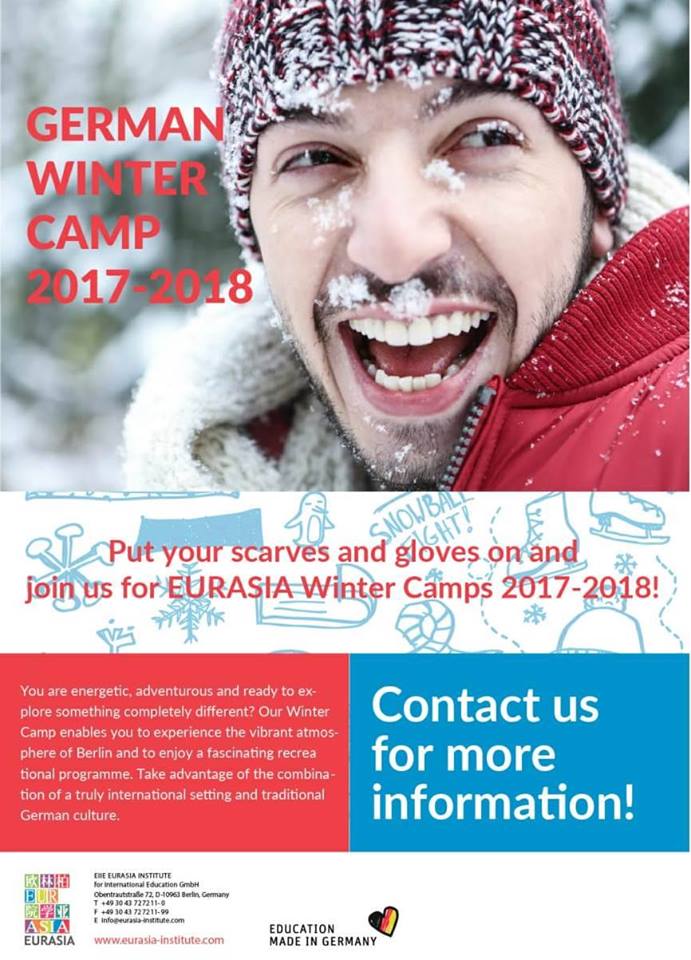 GERMAN
WINTER
CAMP
2017-2018
SNOWBALL
FIGHT!
Put your scarves and gloves on and
join us for EURASIA Winter Camps 2017-2018!
You are energetic, adventurous and ready to ex-
plore something completely different? Our Winter
Camp enables you to experience the vibrant atmos-
phere of Berlin and to enjoy a fascinating recrea
tional programme. Take advantage of the combina-
tion of a truly international setting and traditional
German culture.
Contact us
for more
information!
EUR
ASIA
EURASIA
EIIE EURASIA INSTITUTE
for International Education GmbH
Obentrautstraße 72, D-10963 Berlin, Germany
T +49 30 43 727211- 0
F +49 30 43 727211-99
E info@eurasia-institute.com
www.eurasia-institute.com
EDUCATION
MADE IN GERMANY